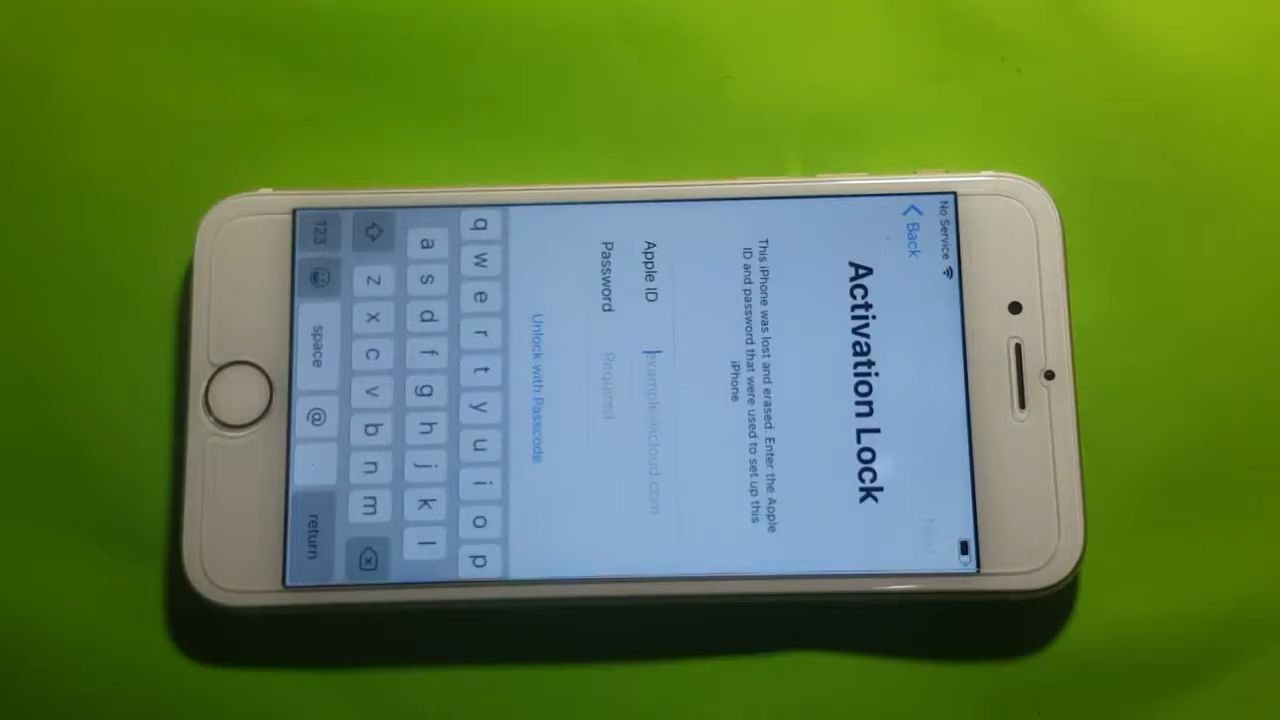 No Service
Back
Next
Activation Lock
This iPhone was lost and erased. Enter the Apple
ID and password that were used to set up this
iPhone.
Apple ID example@icloud.com
Password Required
Unlock with Passcode
q w e r t y u i o p
a s d f g h j k l
z x c v b n m
123 space @ . return